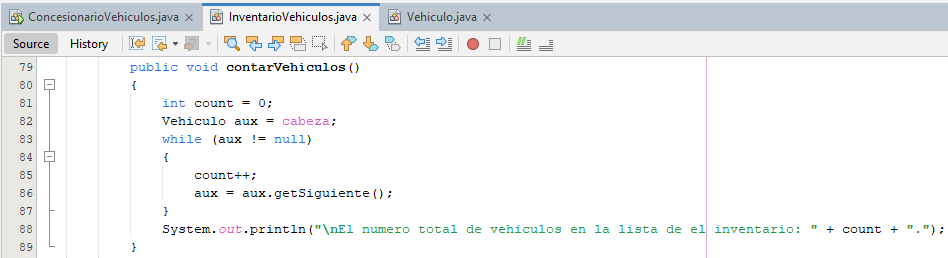 ConcesionarioVehiculos.java × InventarioVehiculos.java × Vehiculo.java ×
Source History
79 public void contarVehiculos()
80 {
81 int count = 0;
82 Vehiculo aux = cabeza;
83 while (aux != null)
84 {
85 count++;
86 aux = aux.getSiguiente();
87 }
88 System.out.println("\nEl numero total de vehiculos en la lista de el inventario: " + count + ".");
89 }